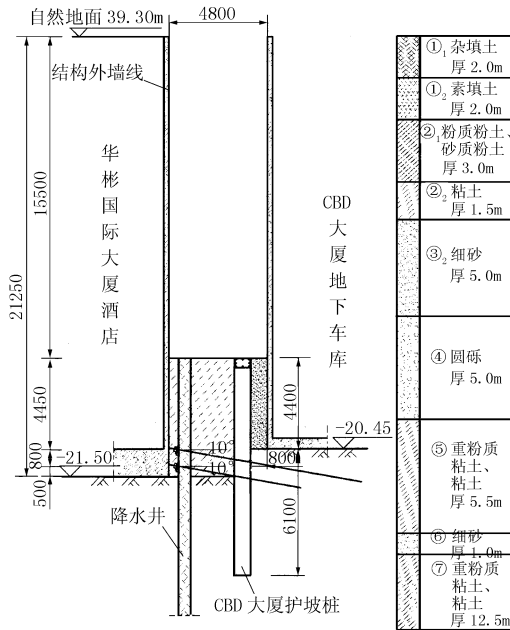 自然地面 39.30m
4800
结构外墙线
华彬国际大厦酒店
CBD
大厦地下车库
15500
21250
4450
800
500
4400
6100
800
10°
10°
-20.45
-21.50
降水井
CBD 大厦护坡桩
①₁ 杂填土
厚 2.0m
①₂ 素填土
厚 2.0m
②₁粉质粉土、
砂质粉土
厚 3.0m
②₂ 粘土
厚 1.5m
③₂ 细砂
厚 5.0m
④ 圆砾
厚 5.0m
⑤ 重粉质
粘土、
粘土
厚 5.5m
⑥ 细砂
厚 1.0m
⑦ 重粉质
粘土、
粘土
厚 12.5m